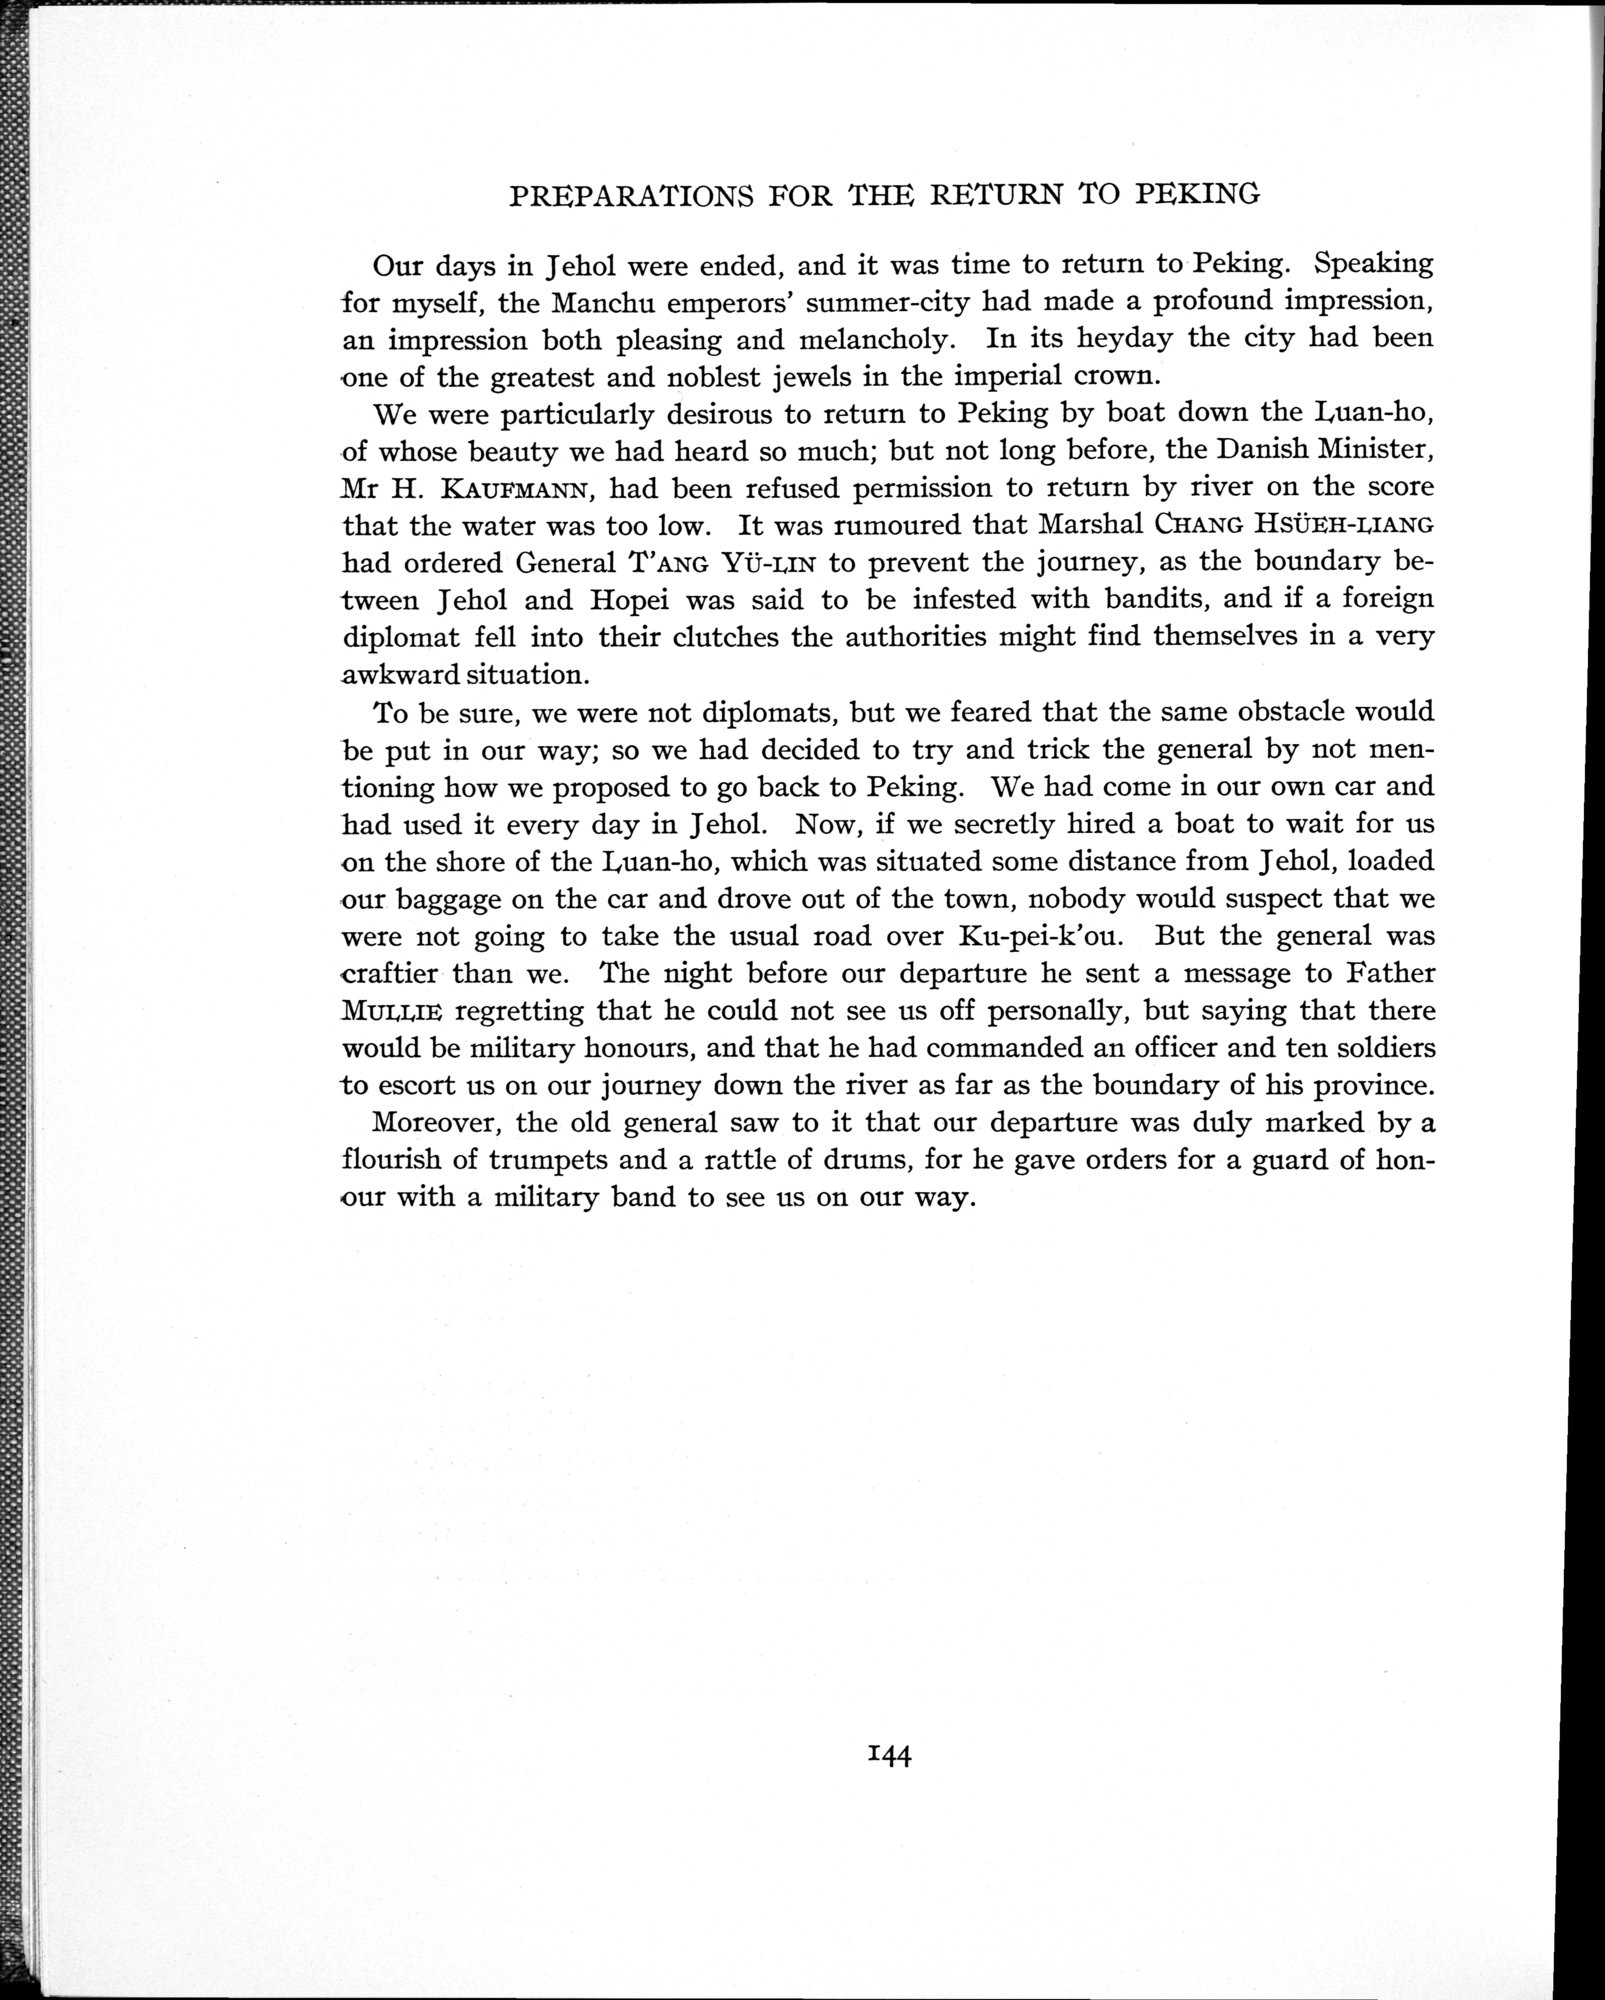 PREPARATIONS FOR THE RETURN TO PEKING
Our days in Jehol were ended, and it was time to return to Peking. Speaking
for myself, the Manchu emperors' summer-city had made a profound impression,
an impression both pleasing and melancholy. In its heyday the city had been
one of the greatest and noblest jewels in the imperial crown.
We were particularly desirous to return to Peking by boat down the Luan-ho,
of whose beauty we had heard so much; but not long before, the Danish Minister,
Mr H. KAUFMANN, had been refused permission to return by river on the score
that the water was too low. It was rumoured that Marshal CHANG HSÜEH-LIANG
had ordered General T'ANG YÜ-LIN to prevent the journey, as the boundary be-
tween Jehol and Hopei was said to be infested with bandits, and if a foreign
diplomat fell into their clutches the authorities might find themselves in a very
awkward situation.
To be sure, we were not diplomats, but we feared that the same obstacle would
be put in our way; so we had decided to try and trick the general by not men-
tioning how we proposed to go back to Peking. We had come in our own car and
had used it every day in Jehol. Now, if we secretly hired a boat to wait for us
on the shore of the Luan-ho, which was situated some distance from Jehol, loaded
our baggage on the car and drove out of the town, nobody would suspect that we
were not going to take the usual road over Ku-pei-k'ou. But the general was
craftier than we. The night before our departure he sent a message to Father
MULLIE regretting that he could not see us off personally, but saying that there
would be military honours, and that he had commanded an officer and ten soldiers
to escort us on our journey down the river as far as the boundary of his province.
Moreover, the old general saw to it that our departure was duly marked by a
flourish of trumpets and a rattle of drums, for he gave orders for a guard of hon-
our with a military band to see us on our way.
144